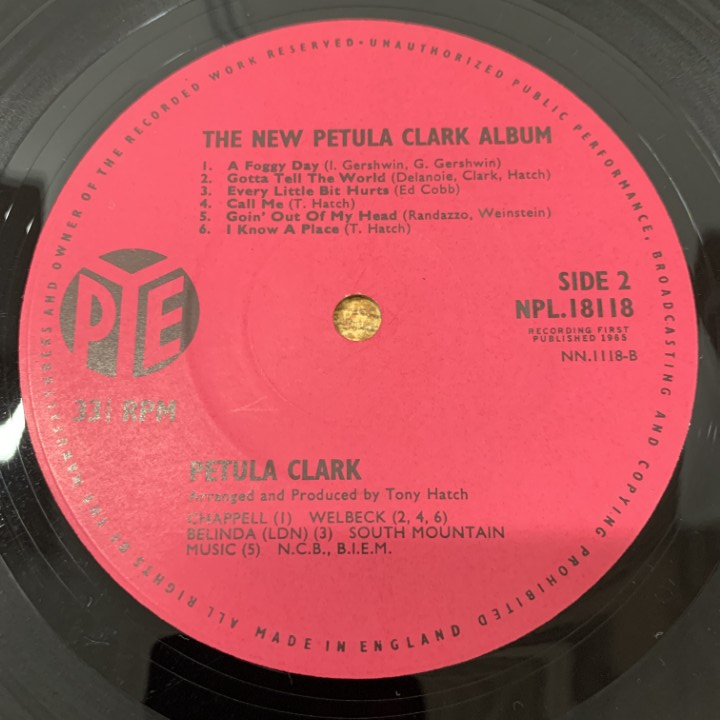 THE NEW PETULA CLARK ALBUM
1. A Foggy Day (I. Gershwin, G. Gershwin)
2. Gotta Tell The World (Delanoie, Clark, Hatch)
3. Every Little Bit Hurts (Ed Cobb)
4. Call Me (T. Hatch)
5. Goin' Out Of My Head (Randazzo, Weinstein)
6. I Know A Place (T. Hatch)
PYE
33⅓ RPM
SIDE 2
NPL.18118
RECORDING FIRST
PUBLISHED 1965
NN.1118-B
PETULA CLARK
Arranged and Produced by Tony Hatch
CHAPPELL (1) WELBECK (2, 4, 6)
BELINDA (LDN) (3) SOUTH MOUNTAIN
MUSIC (5) N.C.B., B.I.E.M.
ALL RIGHTS OF THE MANUFACTURERS AND OWNER OF THE RECORDED WORK RESERVED · UNAUTHORIZED PUBLIC PERFORMANCE, BROADCASTING AND COPYING PROHIBITED
MADE IN ENGLAND